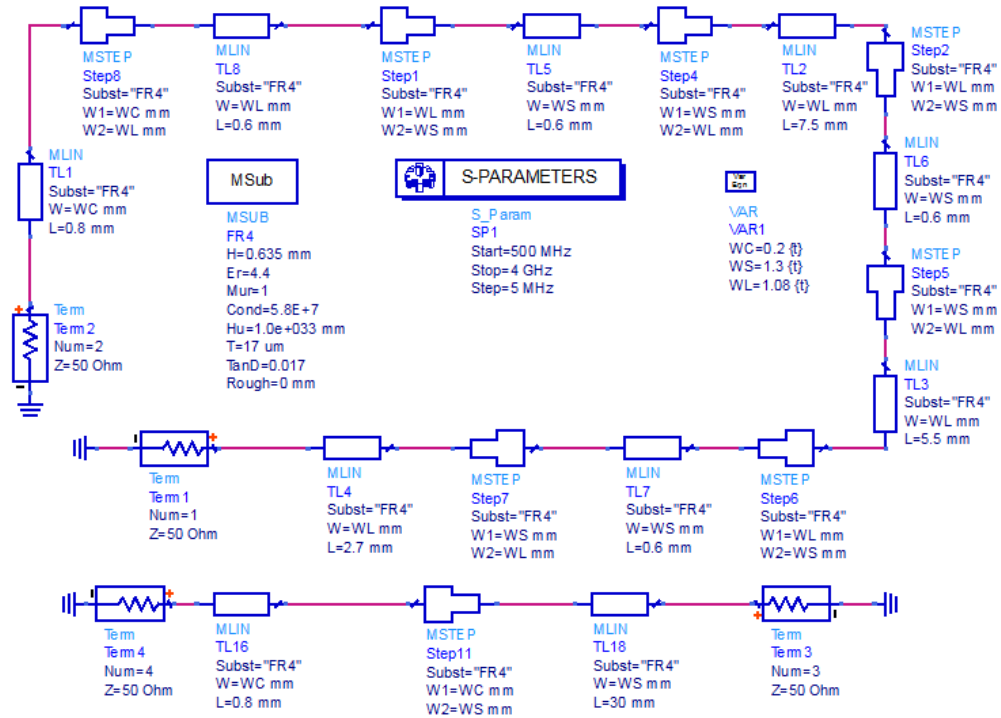 MSTEP
Step8
Subst="FR4"
W1=WC mm
W2=WL mm
MLIN
TL8
Subst="FR4"
W=WL mm
L=0.6 mm
MSTEP
Step1
Subst="FR4"
W1=WL mm
W2=WS mm
MLIN
TL5
Subst="FR4"
W=WS mm
L=0.6 mm
MSTEP
Step4
Subst="FR4"
W1=WS mm
W2=WL mm
MLIN
TL2
Subst="FR4"
W=WL mm
L=7.5 mm
MSTEP
Step2
Subst="FR4"
W1=WL mm
W2=WS mm
MLIN
TL1
Subst="FR4"
W=WC mm
L=0.8 mm
MSub
MSUB
FR4
H=0.635 mm
Er=4.4
Mur=1
Cond=5.8E+7
Hu=1.0e+033 mm
T=17 um
TanD=0.017
Rough=0 mm
S-PARAMETERS
S_Param
SP1
Start=500 MHz
Stop=4 GHz
Step=5 MHz
Var
Eqn
VAR
VAR1
WC=0.2 {t}
WS=1.3 {t}
WL=1.08 {t}
MLIN
TL6
Subst="FR4"
W=WS mm
L=0.6 mm
MSTEP
Step5
Subst="FR4"
W1=WS mm
W2=WL mm
Term
Term2
Num=2
Z=50 Ohm
MLIN
TL3
Subst="FR4"
W=WL mm
L=5.5 mm
Term
Term1
Num=1
Z=50 Ohm
MLIN
TL4
Subst="FR4"
W=WL mm
L=2.7 mm
MSTEP
Step7
Subst="FR4"
W1=WS mm
W2=WL mm
MLIN
TL7
Subst="FR4"
W=WS mm
L=0.6 mm
MSTEP
Step6
Subst="FR4"
W1=WL mm
W2=WS mm
Term
Term4
Num=4
Z=50 Ohm
MLIN
TL16
Subst="FR4"
W=WC mm
L=0.8 mm
MSTEP
Step11
Subst="FR4"
W1=WC mm
W2=WS mm
MLIN
TL18
Subst="FR4"
W=WS mm
L=30 mm
Term
Term3
Num=3
Z=50 Ohm